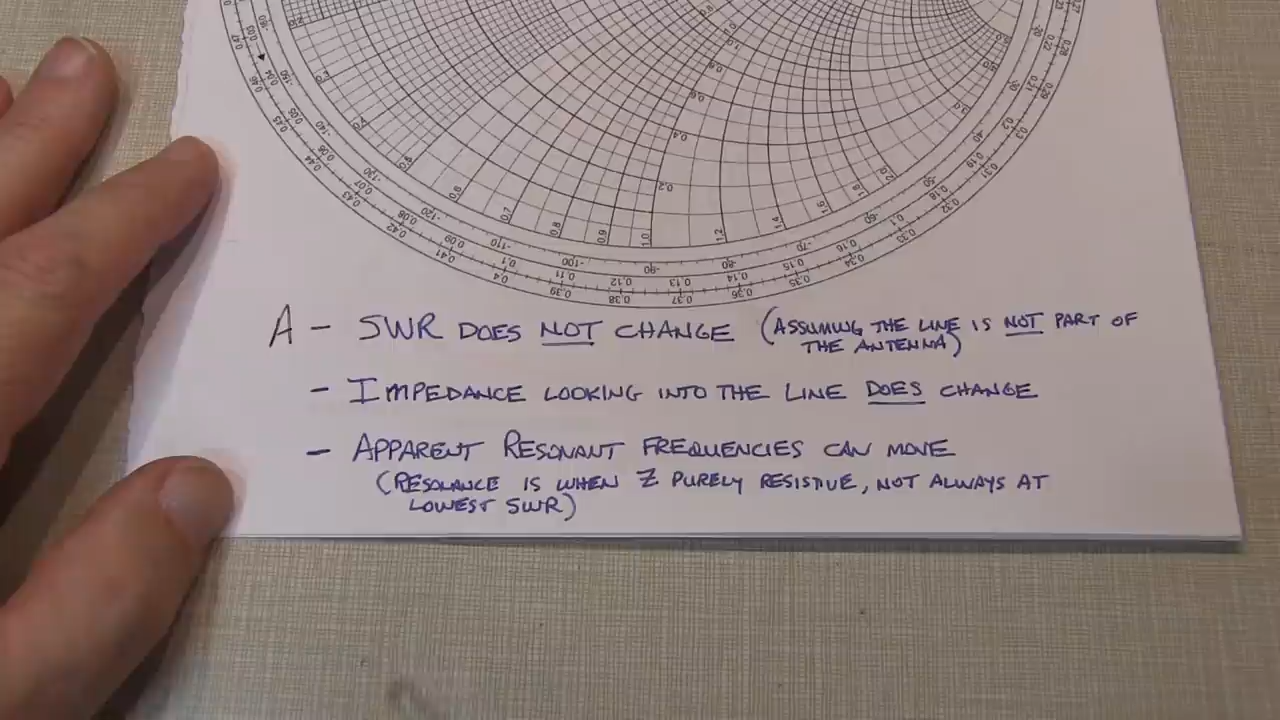 A – SWR DOES NOT CHANGE (ASSUMING THE LINE IS NOT PART OF
THE ANTENNA)
– IMPEDANCE LOOKING INTO THE LINE DOES CHANGE
– APPARENT RESONANT FREQUENCIES CAN MOVE
(RESONANCE IS WHEN Z PURELY RESISTIVE, NOT ALWAYS AT
LOWEST SWR)